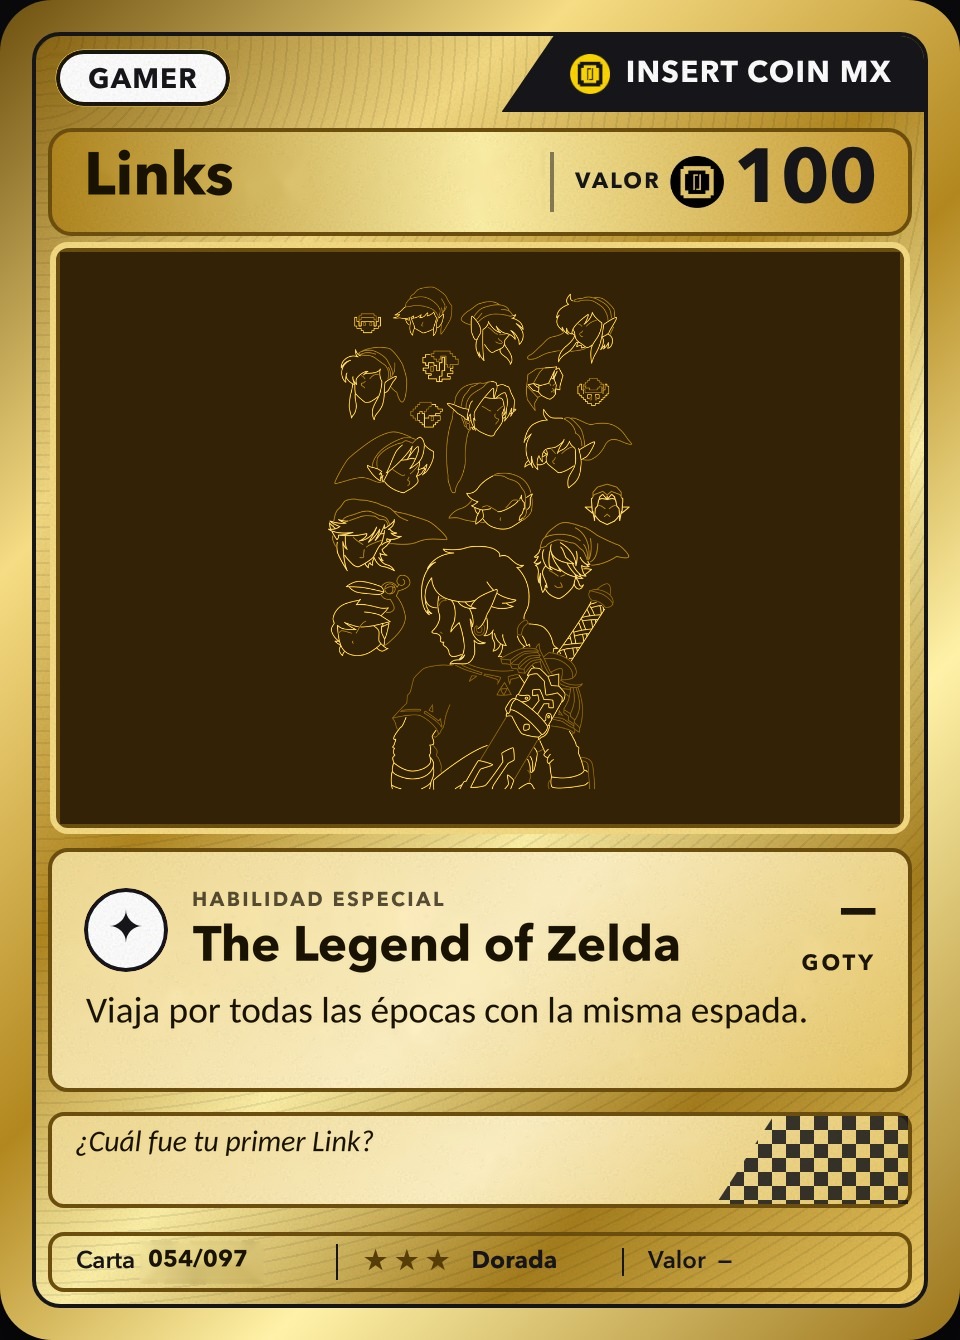 GAMER
INSERT COIN MX
Links
VALOR 100
HABILIDAD ESPECIAL
The Legend of Zelda
–
GOTY
Viaja por todas las épocas con la misma espada.
¿Cuál fue tu primer Link?
Carta 054/097 ★★★ Dorada Valor –